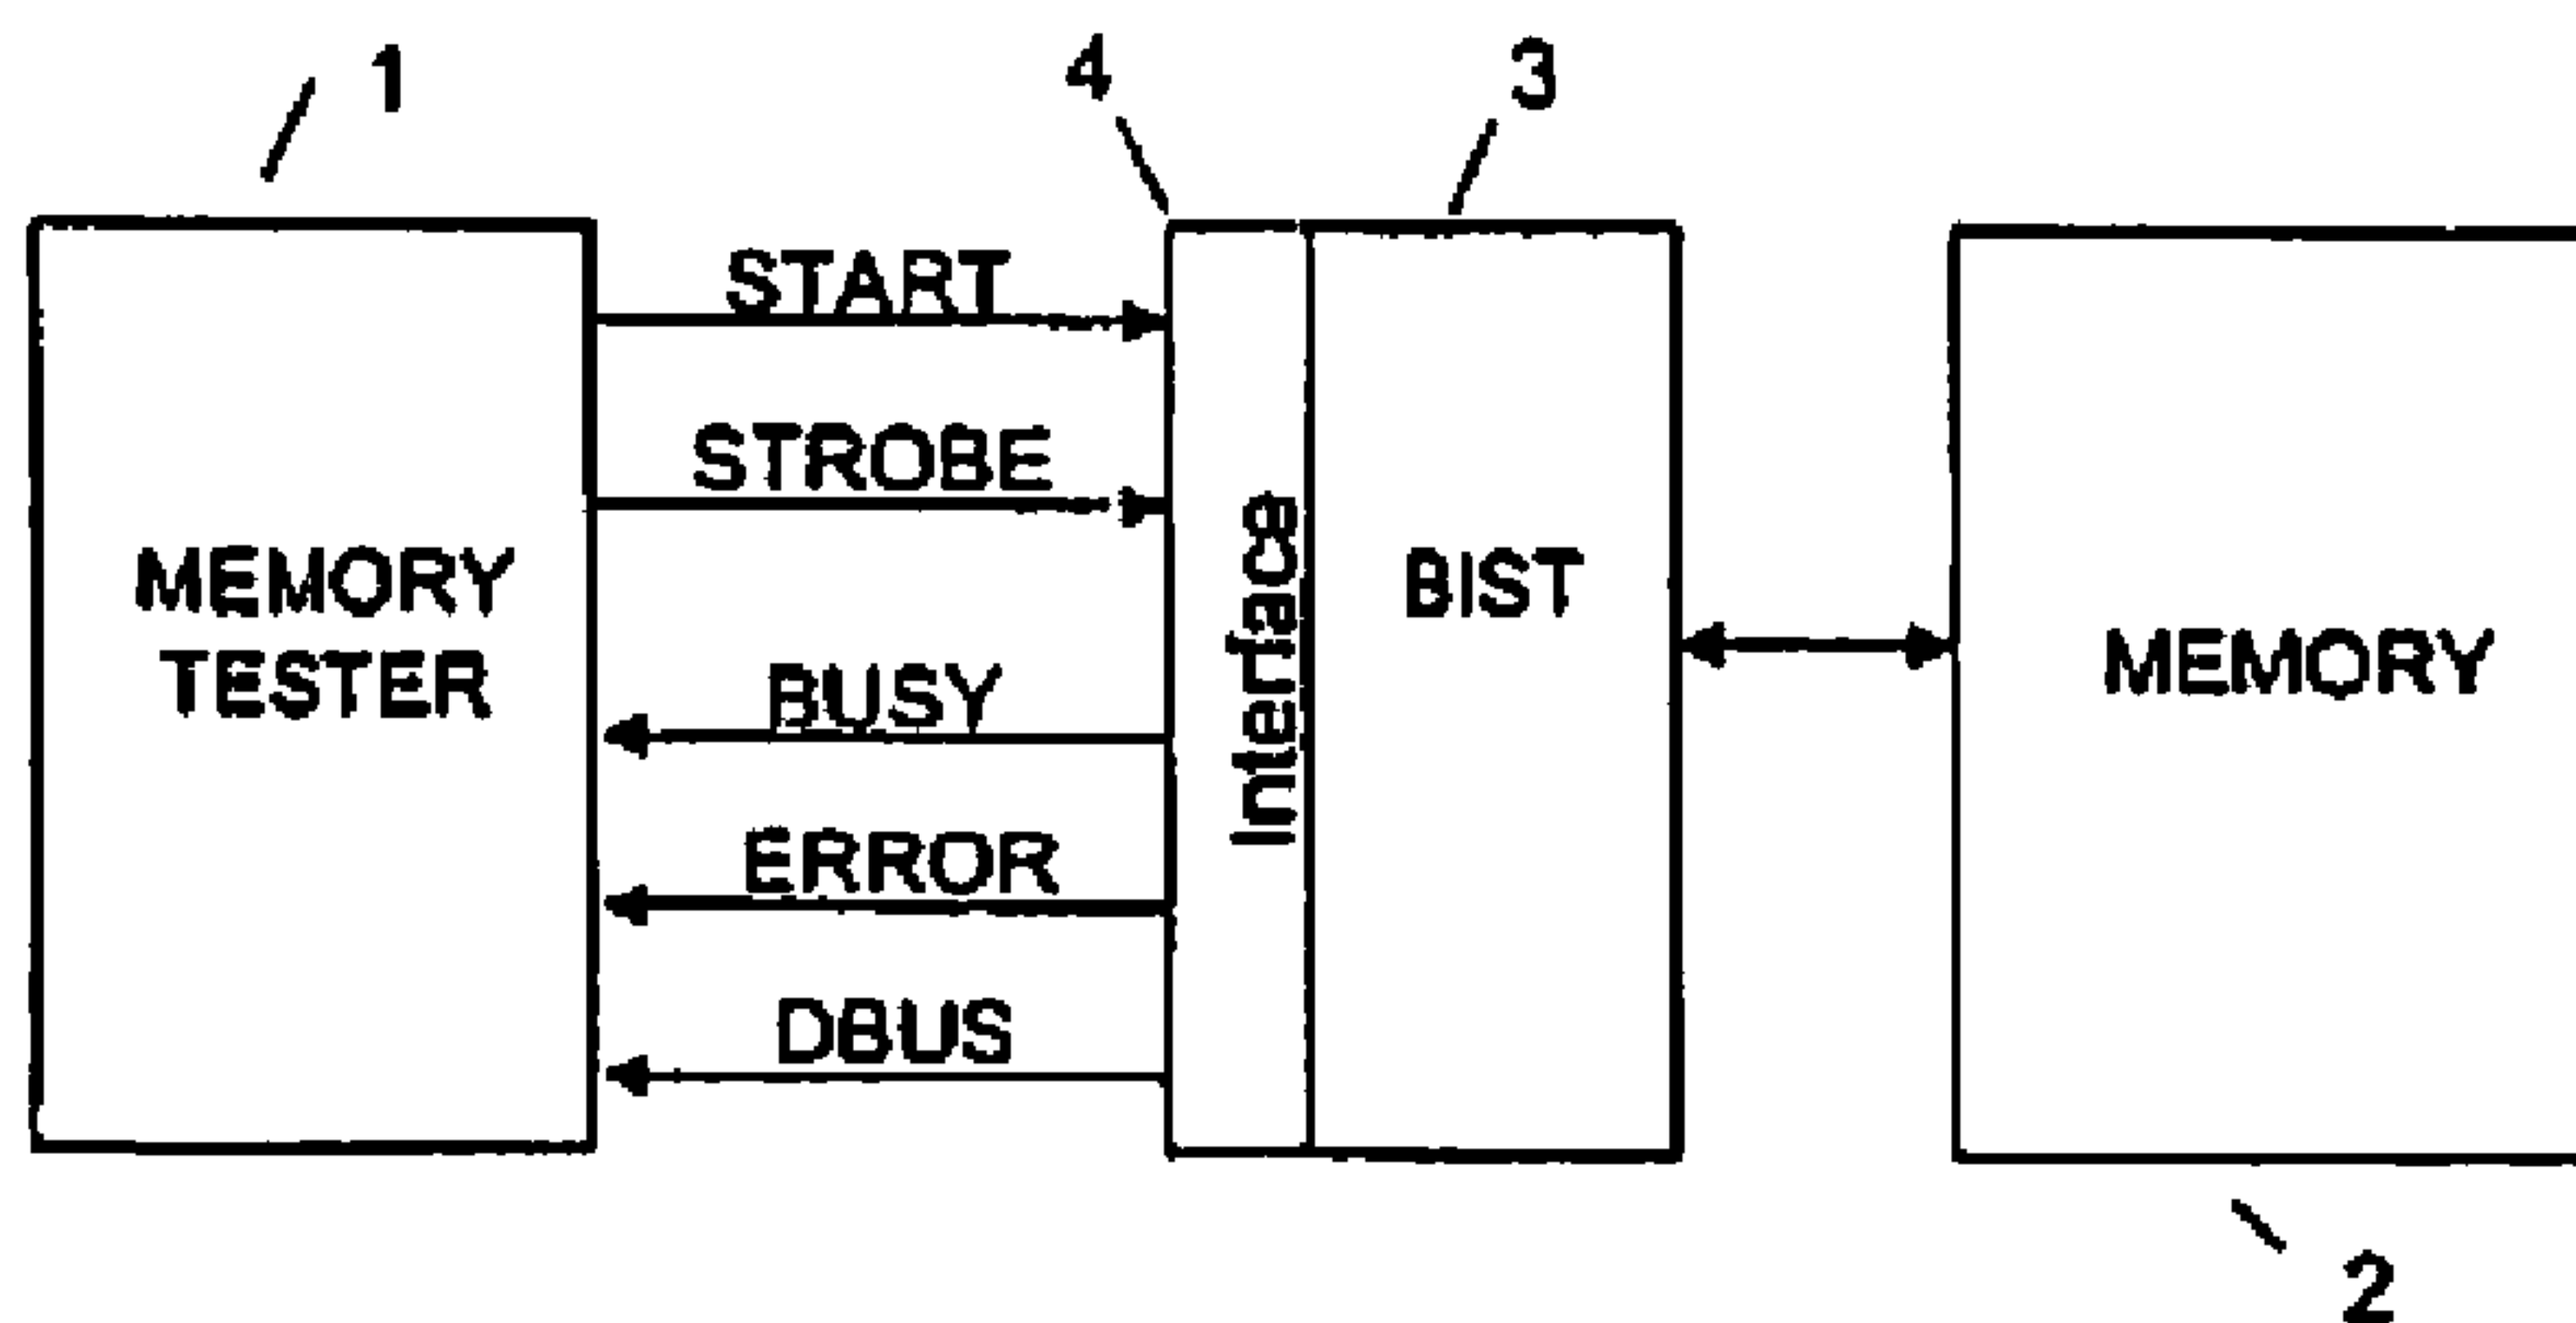 1
4
3
START
STROBE
MEMORY
TESTER
BUSY
ERROR
DBUS
Interface
BIST
MEMORY
2